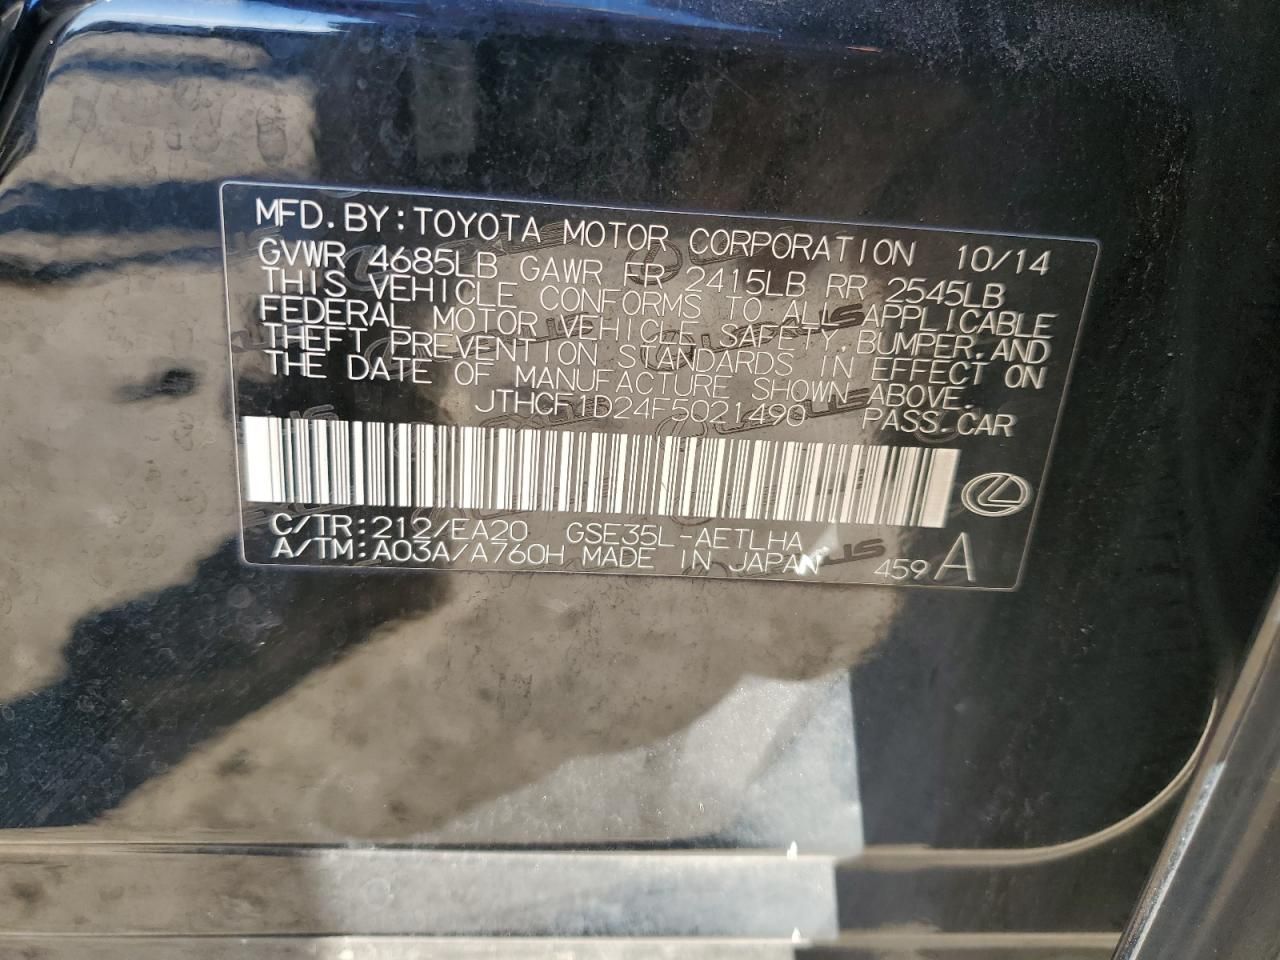 MFD. BY: TOYOTA MOTOR CORPORATION 10/14
GVWR 4685LB GAWR FR 2415LB RR 2545LB
THIS VEHICLE CONFORMS TO ALL APPLICABLE
FEDERAL MOTOR VEHICLE SAFETY, BUMPER, AND
THEFT PREVENTION STANDARDS IN EFFECT ON
THE DATE OF MANUFACTURE SHOWN ABOVE.
JTHCF1D24F5021490 PASS. CAR
C/TR: 212/EA20 GSE35L-AETLHA
A/TM: A03A/A760H MADE IN JAPAN 459 A